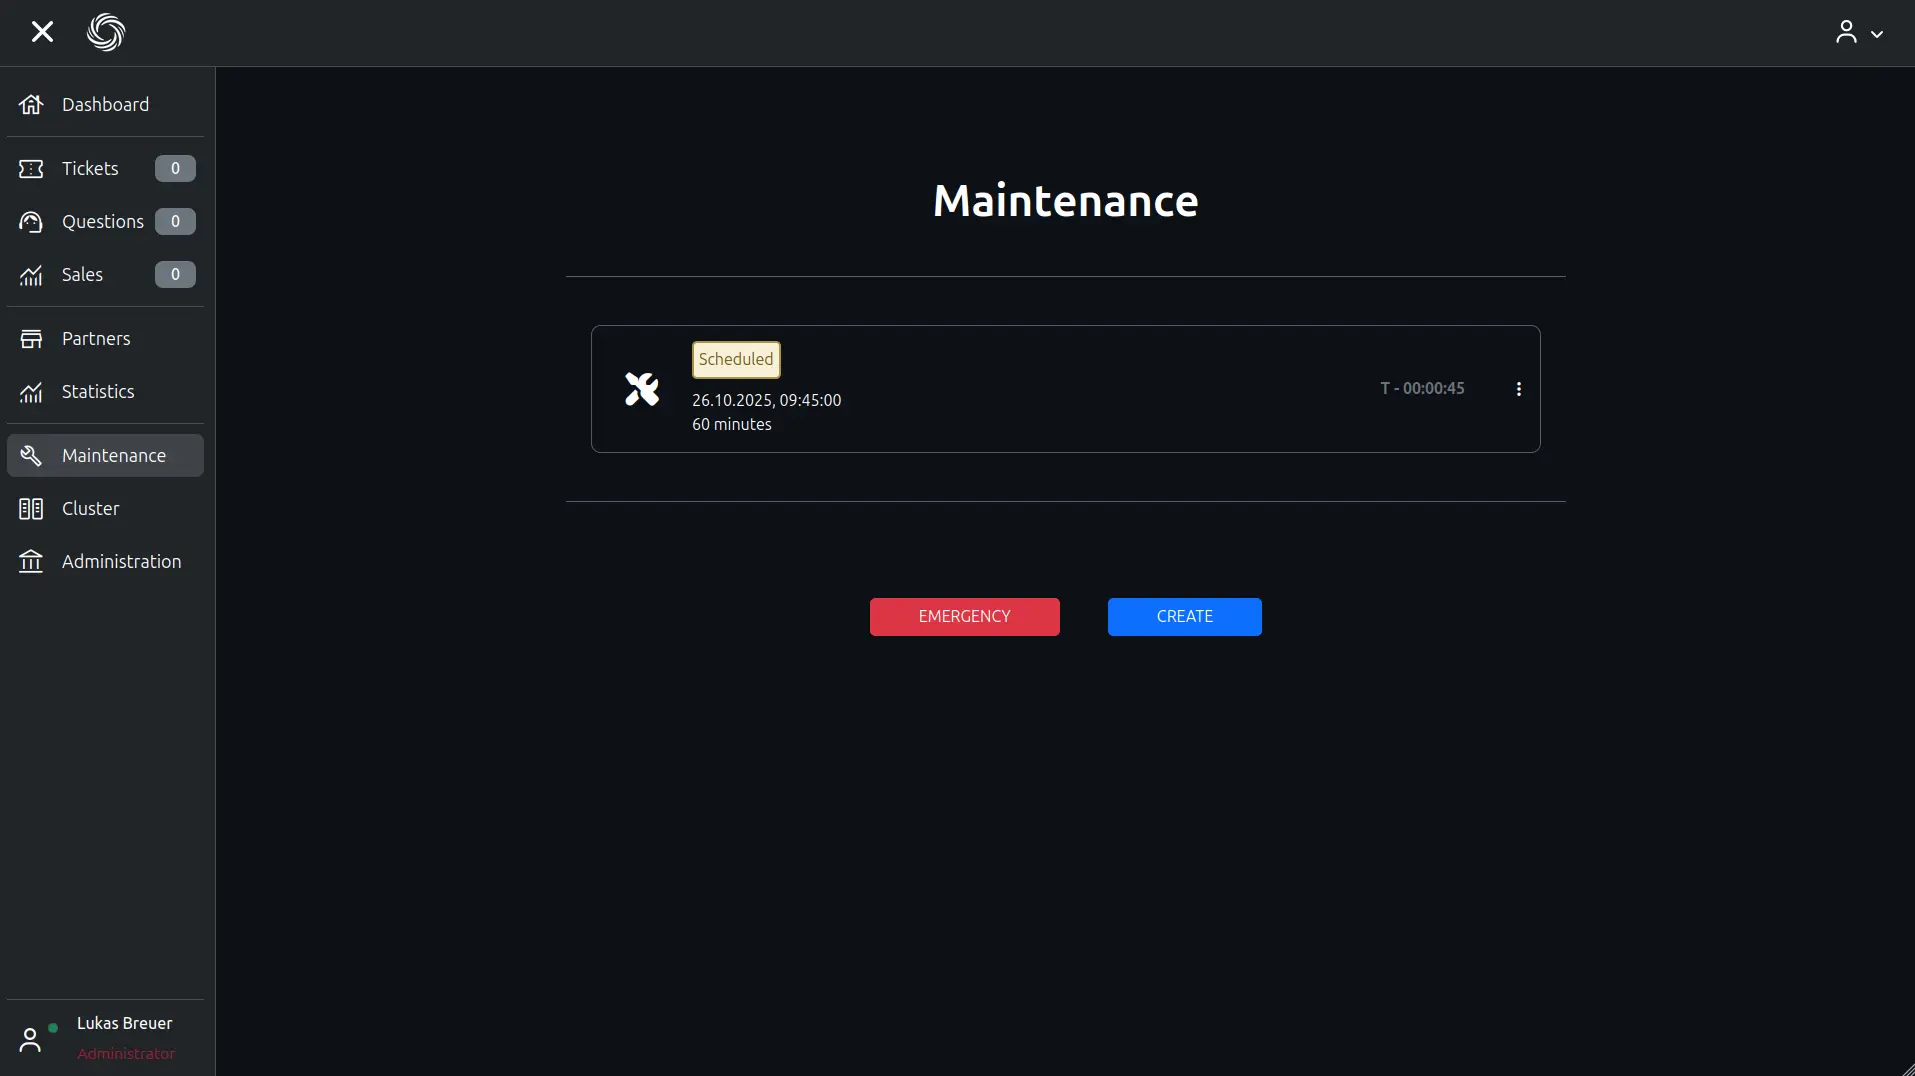 Dashboard
Tickets 0
Questions 0
Sales 0
Partners
Statistics
Maintenance
Cluster
Administration
Lukas Breuer
Administrator
Maintenance
Scheduled
26.10.2025, 09:45:00
60 minutes
T - 00:00:45
EMERGENCY
CREATE